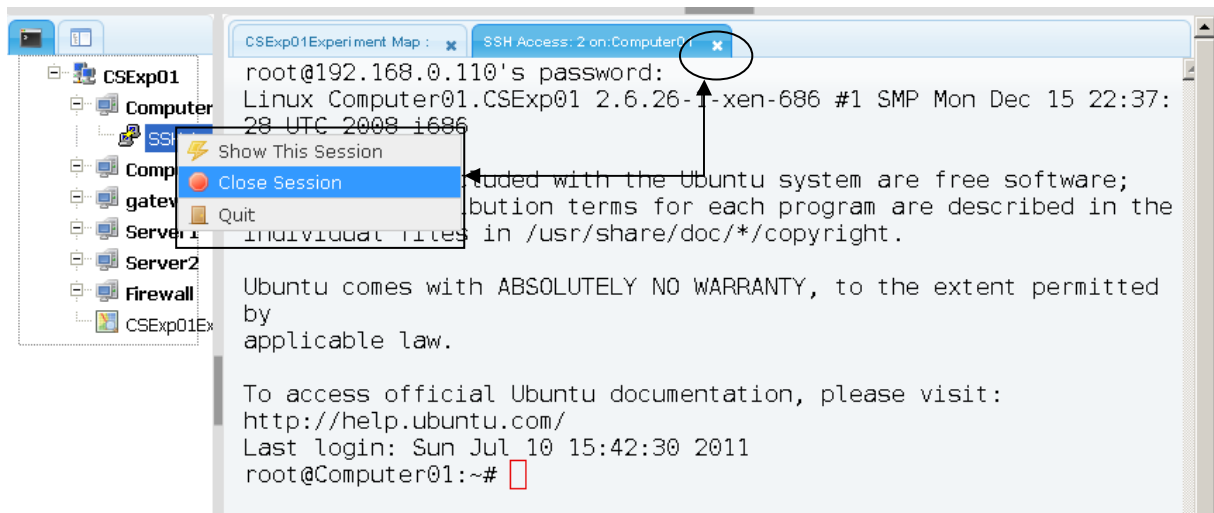 CSExp01Experiment Map :
SSH Access: 2 on:Computer01
CSExp01
Computer
SSH
Comp
gatew
Server1
Server2
Firewall
CSExp01Ex
Show This Session
Close Session
Quit
root@192.168.0.110's password:
Linux Computer01.CSExp01 2.6.26-1-xen-686 #1 SMP Mon Dec 15 22:37:
28 UTC 2008 i686
cluded with the Ubuntu system are free software;
bution terms for each program are described in the
individual files in /usr/share/doc/*/copyright.
Ubuntu comes with ABSOLUTELY NO WARRANTY, to the extent permitted
by
applicable law.
To access official Ubuntu documentation, please visit:
http://help.ubuntu.com/
Last login: Sun Jul 10 15:42:30 2011
root@Computer01:~#